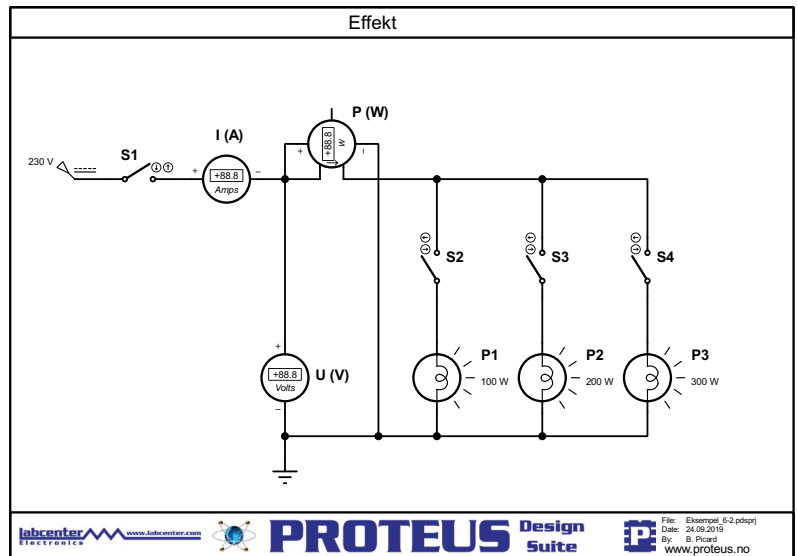 Effekt
P (W)
+88.8
W
I (A)
S1
230 V
+88.8
Amps
S2
S3
S4
+88.8
Volts
U (V)
P1
100 W
P2
200 W
P3
300 W
labcenter
Electronics
www.labcenter.com
PROTEUS
Design
Suite
P
File: Eksempel_6-2.pdsprj
Date: 24.09.2019
By: B. Picard
www.proteus.no